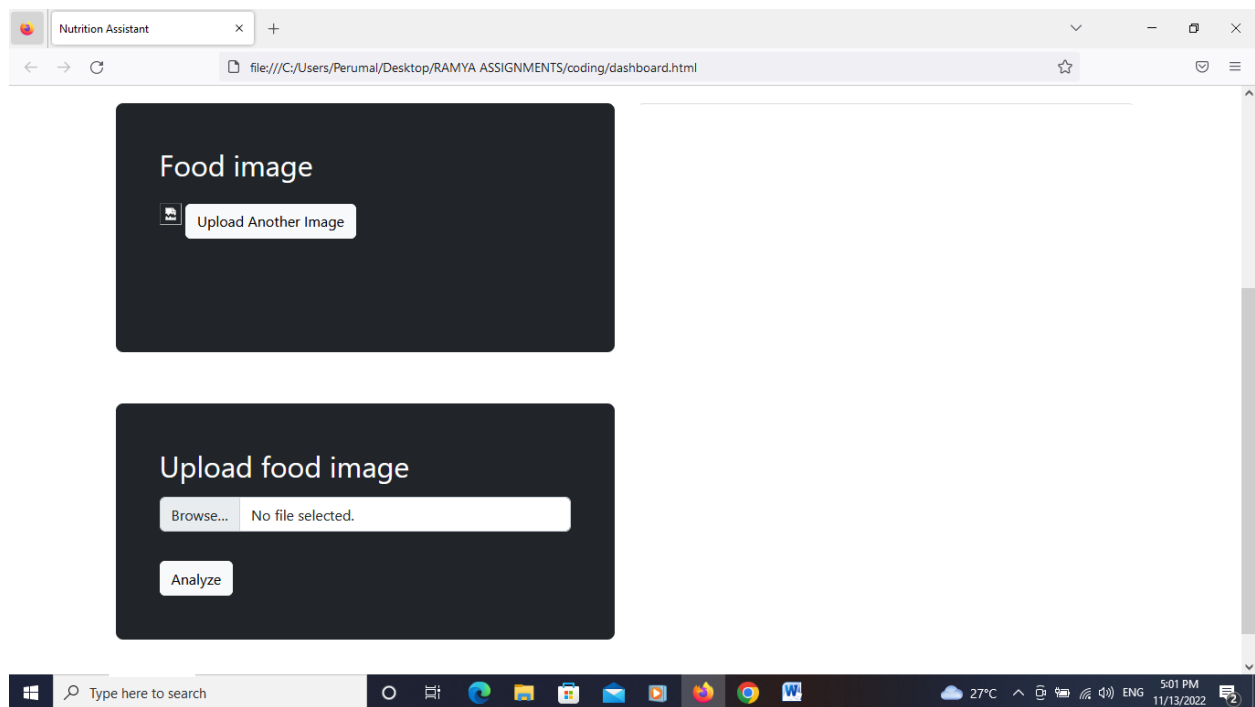 Nutrition Assistant
file:///C:/Users/Perumal/Desktop/RAMYA ASSIGNMENTS/coding/dashboard.html
Food image
Upload Another Image
Upload food image
Browse... No file selected.
Analyze
Type here to search
27°C ENG 5:01 PM
11/13/2022 2